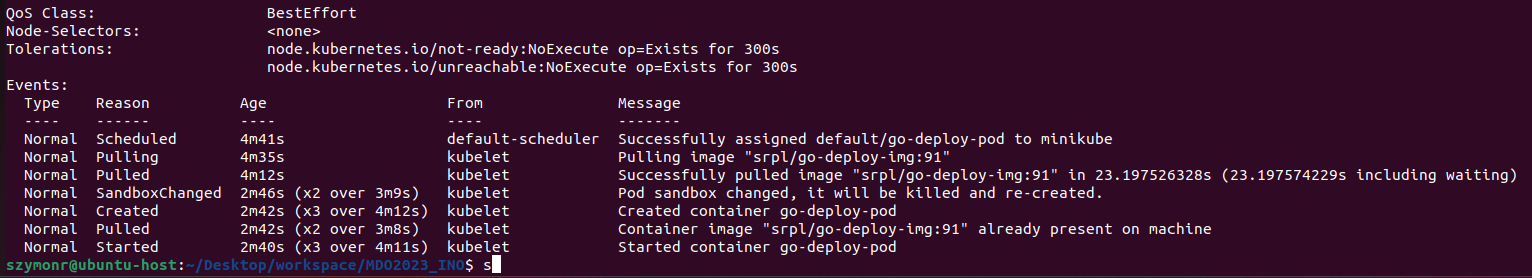 QoS Class:                   BestEffort
Node-Selectors:              <none>
Tolerations:                 node.kubernetes.io/not-ready:NoExecute op=Exists for 300s
                             node.kubernetes.io/unreachable:NoExecute op=Exists for 300s
Events:
  Type    Reason          Age                    From               Message
  ----    ------          ----                   ----               -------
  Normal  Scheduled       4m41s                  default-scheduler  Successfully assigned default/go-deploy-pod to minikube
  Normal  Pulling         4m35s                  kubelet            Pulling image "srpl/go-deploy-img:91"
  Normal  Pulled          4m12s                  kubelet            Successfully pulled image "srpl/go-deploy-img:91" in 23.197526328s (23.197574229s including waiting)
  Normal  SandboxChanged  2m46s (x2 over 3m9s)   kubelet            Pod sandbox changed, it will be killed and re-created.
  Normal  Created         2m42s (x3 over 4m12s)  kubelet            Created container go-deploy-pod
  Normal  Pulled          2m42s (x2 over 3m8s)   kubelet            Container image "srpl/go-deploy-img:91" already present on machine
  Normal  Started         2m40s (x3 over 4m11s)  kubelet            Started container go-deploy-pod
szymonr@ubuntu-host:~/Desktop/workspace/MDO2023_INO$ s